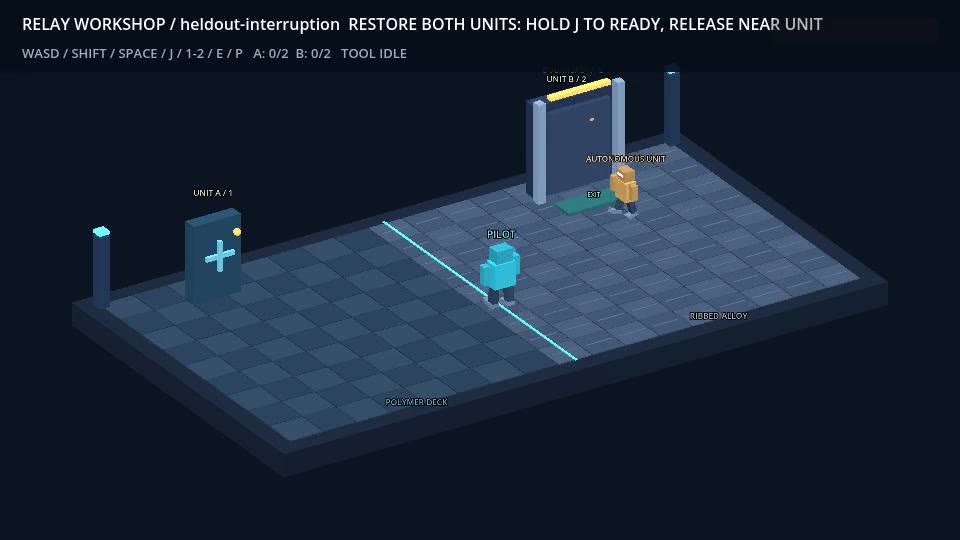 RELAY WORKSHOP / heldout-interruption RESTORE BOTH UNITS: HOLD J TO READY, RELEASE NEAR UNIT
WASD / SHIFT / SPACE / J / 1-2 / E / P A: 0/2 B: 0/2 TOOL IDLE
UNIT B / 2
AUTONOMOUS UNIT
UNIT A / 1
EXIT
PILOT
RIBBED ALLOY
POLYMER DECK